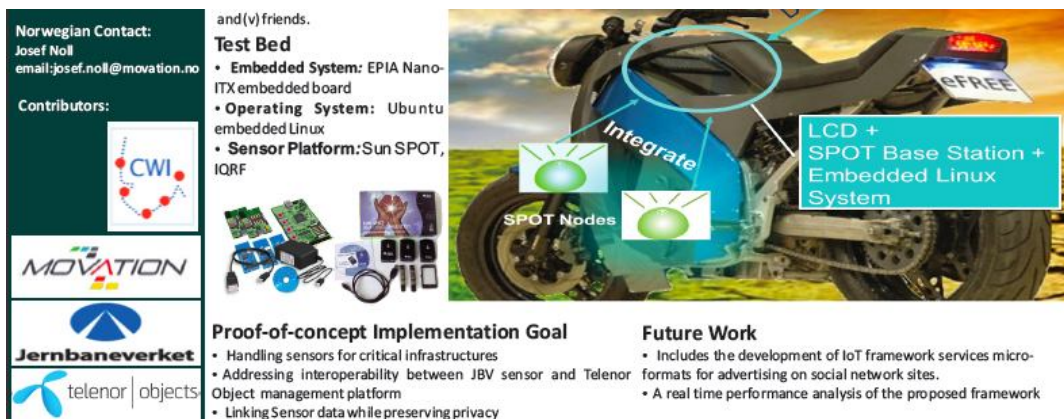 Norwegian Contact:
Josef Noll
email:josef.noll@movation.no
Contributors:
CWI
MOVATION
Jernbaneverket
telenor | objects
and(v) friends.
Test Bed
• Embedded System: EPIA Nano-
ITX embedded board
• Operating System: Ubuntu
embedded Linux
• Sensor Platform: Sun SPOT,
IQRF
eFREE
Integrate
SPOT Nodes
LCD +
SPOT Base Station +
Embedded Linux
System
Proof-of-concept Implementation Goal
• Handling sensors for critical infrastructures
• Addressing interoperability between JBV sensor and Telenor
Object management platform
• Linking Sensor data while preserving privacy
Future Work
• Includes the development of IoT framework services micro-
formats for advertising on social network sites.
• A real time performance analysis of the proposed framework